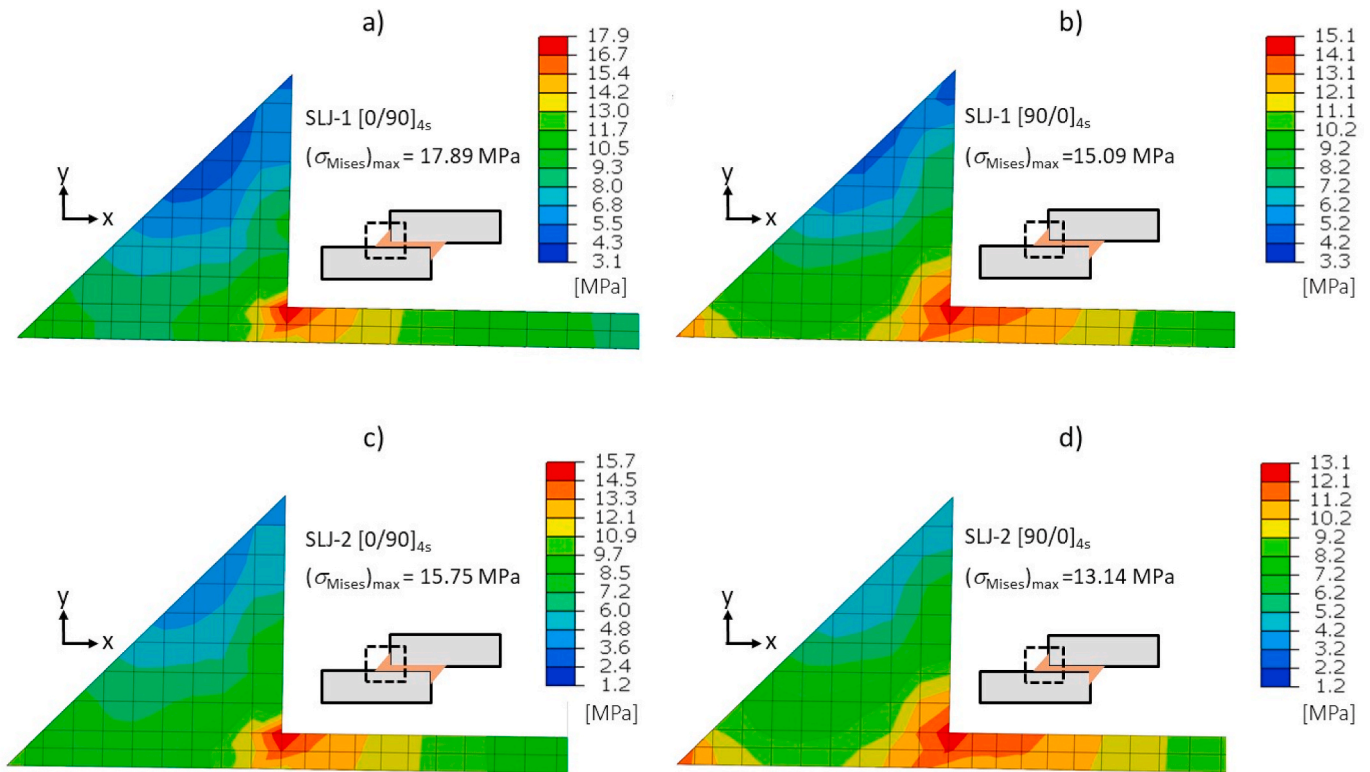 a)
SLJ-1 [0/90]4s
(σMises)max = 17.89 MPa
y
x
17.9
16.7
15.4
14.2
13.0
11.7
10.5
9.3
8.0
6.8
5.5
4.3
3.1
[MPa]
b)
SLJ-1 [90/0]4s
(σMises)max =15.09 MPa
y
x
15.1
14.1
13.1
12.1
11.1
10.2
9.2
8.2
7.2
6.2
5.2
4.2
3.3
[MPa]
c)
SLJ-2 [0/90]4s
(σMises)max = 15.75 MPa
y
x
15.7
14.5
13.3
12.1
10.9
9.7
8.5
7.2
6.0
4.8
3.6
2.4
1.2
[MPa]
d)
SLJ-2 [90/0]4s
(σMises)max =13.14 MPa
y
x
13.1
12.1
11.2
10.2
9.2
8.2
7.2
6.2
5.2
4.2
3.2
2.2
1.2
[MPa]